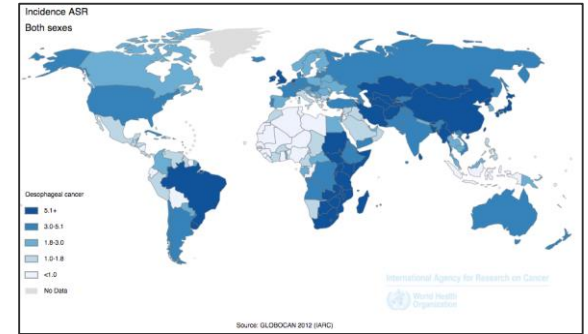 Incidence ASR
Both sexes
Oesophageal cancer
5.1+
3.0-5.1
1.8-3.0
1.0-1.8
<1.0
No Data
International Agency for Research on Cancer
World Health
Organization
Source: GLOBOCAN 2012 (IARC)